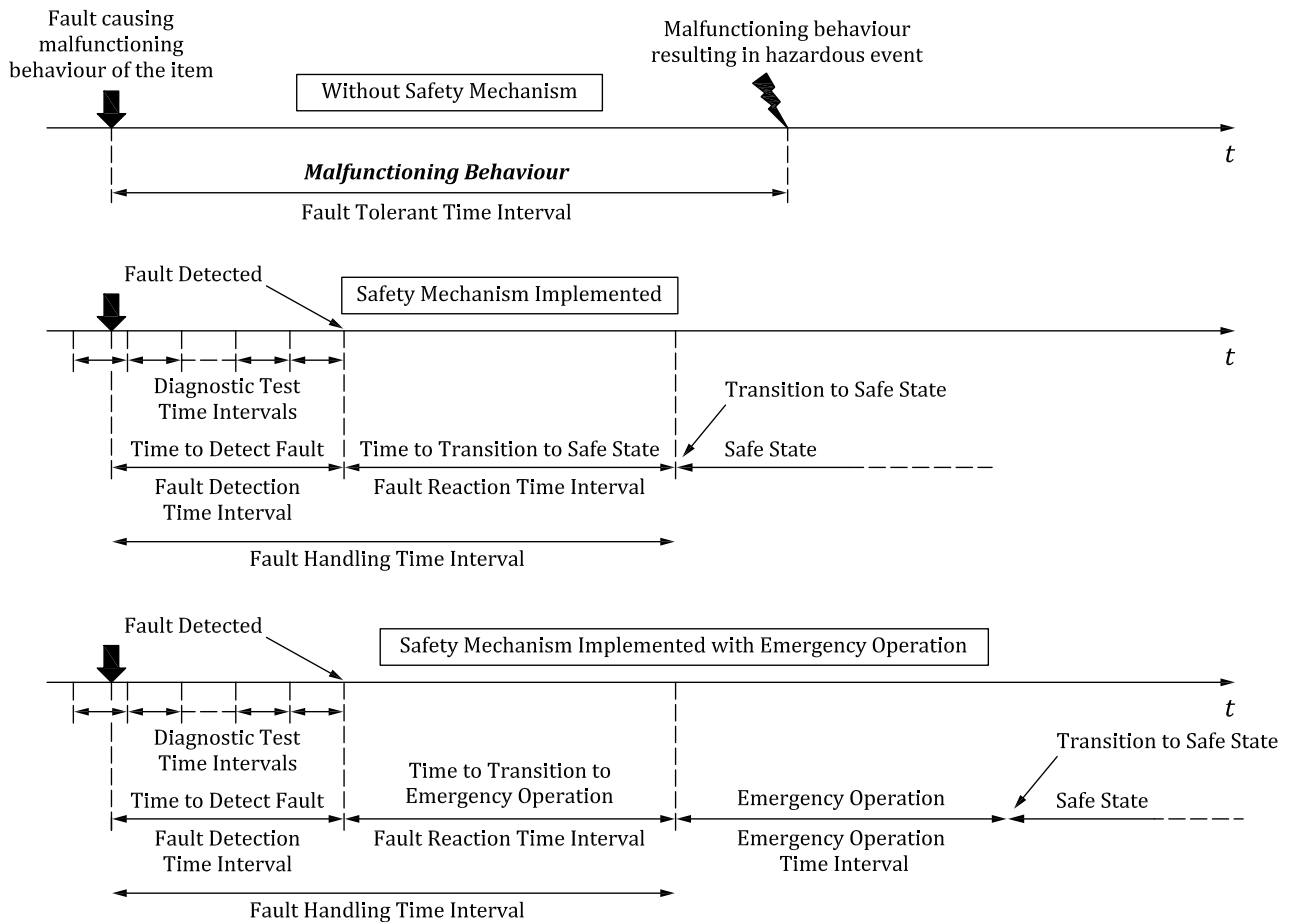 Fault causing
malfunctioning
behaviour of the item
Malfunctioning behaviour
resulting in hazardous event
Without Safety Mechanism
t
Malfunctioning Behaviour
Fault Tolerant Time Interval
Fault Detected
Safety Mechanism Implemented
t
Diagnostic Test
Time Intervals
Transition to Safe State
Time to Detect Fault
Time to Transition to Safe State
Safe State
Fault Detection
Time Interval
Fault Reaction Time Interval
Fault Handling Time Interval
Fault Detected
Safety Mechanism Implemented with Emergency Operation
t
Diagnostic Test
Time Intervals
Transition to Safe State
Time to Detect Fault
Time to Transition to
Emergency Operation
Emergency Operation
Safe State
Fault Detection
Time Interval
Fault Reaction Time Interval
Emergency Operation
Time Interval
Fault Handling Time Interval